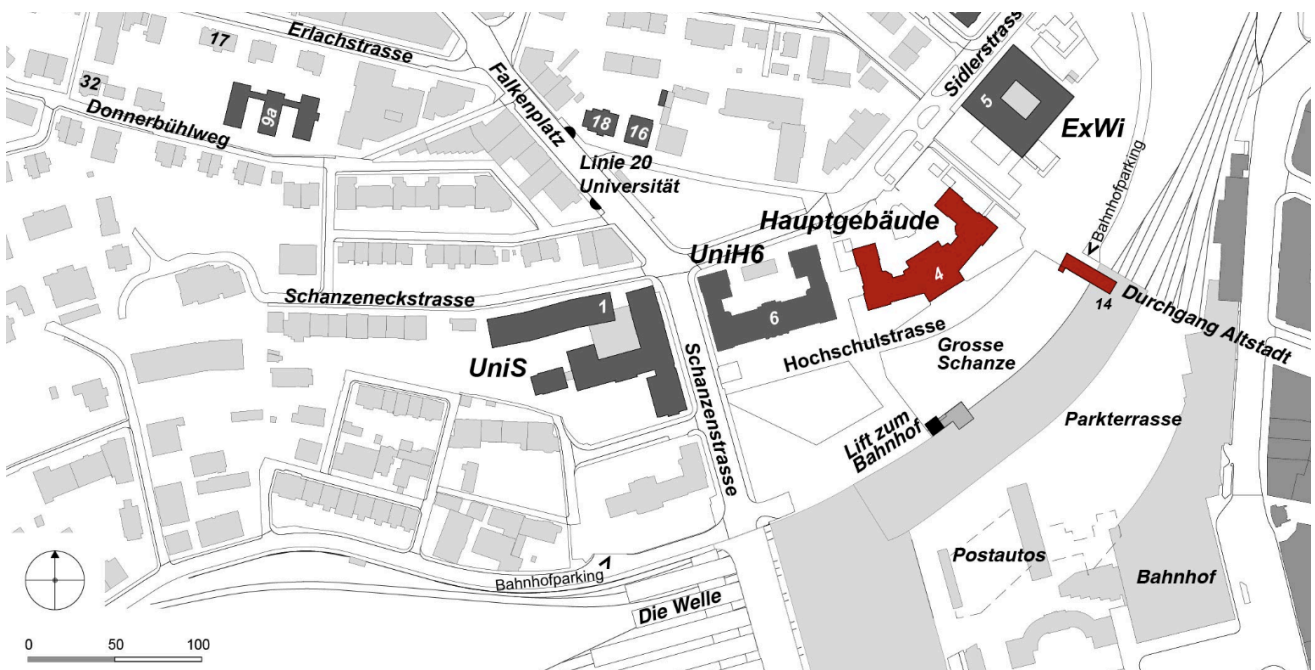 17
Erlachstrasse
32
9a
Donnerbühlweg
Falkenplatz
18
16
Linie 20
Universität
Sidlerstrasse
5
ExWi
Bahnhofparking
Hauptgebäude
4
UniH6
6
Schanzeneckstrasse
1
UniS
Schanzenstrasse
Hochschulstrasse
Grosse
Schanze
14
Durchgang Altstadt
Lift zum
Bahnhof
Parkterrasse
Postautos
Bahnhof
Bahnhofparking
Die Welle
0 50 100